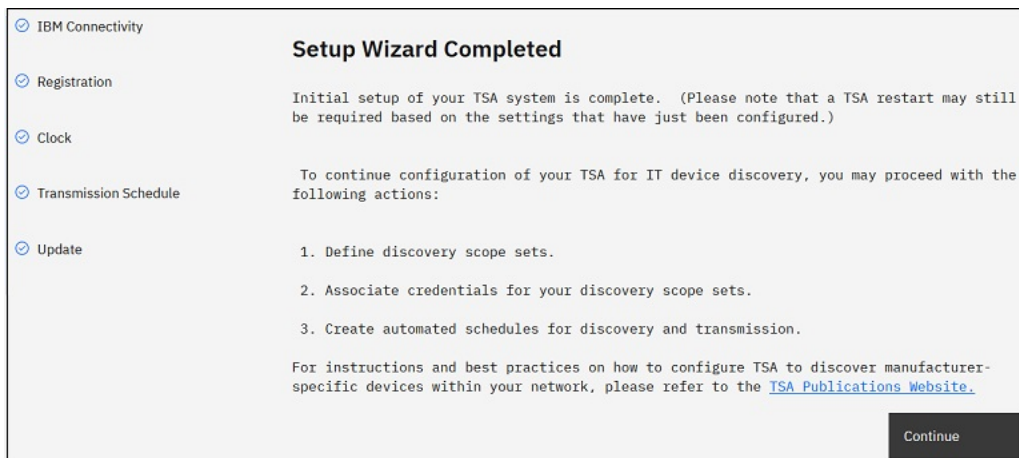 IBM Connectivity
Registration
Clock
Transmission Schedule
Update
Setup Wizard Completed
Initial setup of your TSA system is complete. (Please note that a TSA restart may still
be required based on the settings that have just been configured.)
To continue configuration of your TSA for IT device discovery, you may proceed with the
following actions:
1. Define discovery scope sets.
2. Associate credentials for your discovery scope sets.
3. Create automated schedules for discovery and transmission.
For instructions and best practices on how to configure TSA to discover manufacturer-
specific devices within your network, please refer to the TSA Publications Website.
Continue